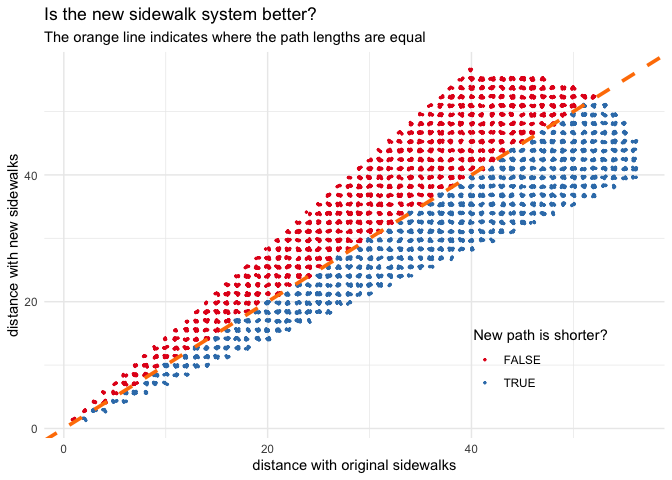 Is the new sidewalk system better?
The orange line indicates where the path lengths are equal
distance with new sidewalks
40
20
0
New path is shorter?
FALSE
TRUE
0 20 40
distance with original sidewalks